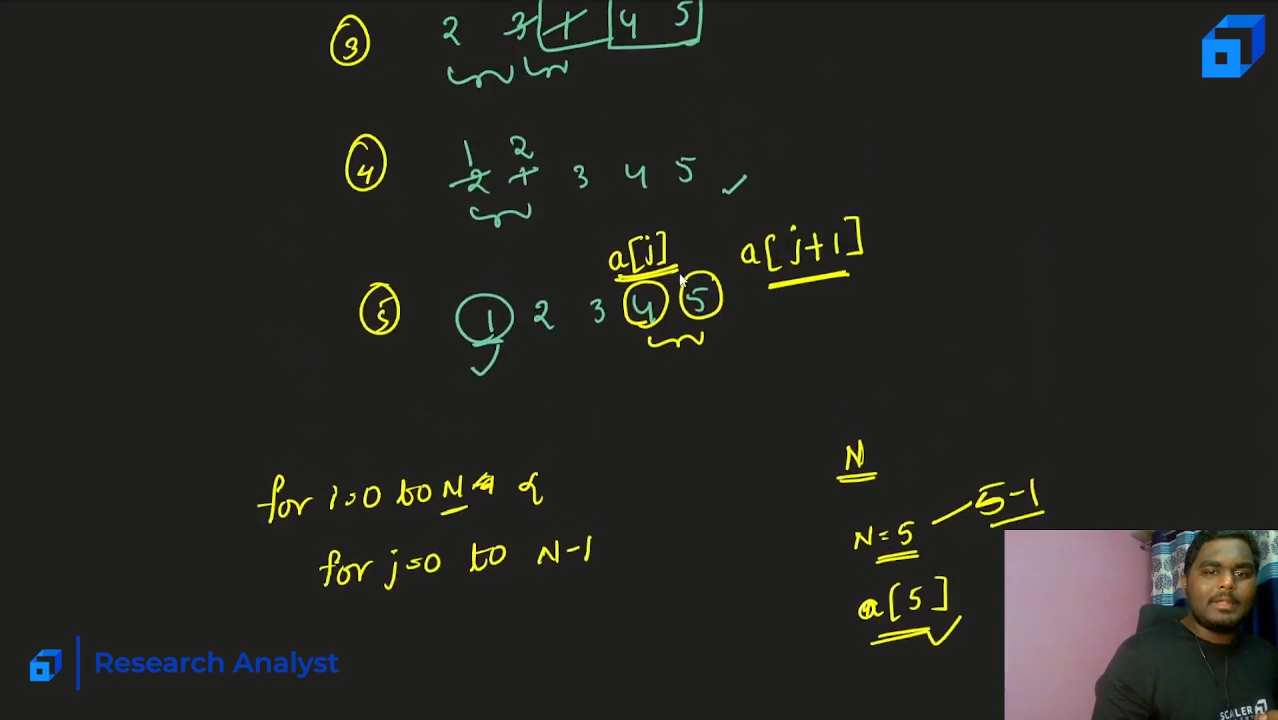 3 2 3 1 4 5
1 2
4 2 1 3 4 5
a[j] a[j+1]
5 1 2 3 4 5
N
for i=0 to N {
5-1
N=5
for j=0 to N-1
a[5]
Research Analyst
SCALER